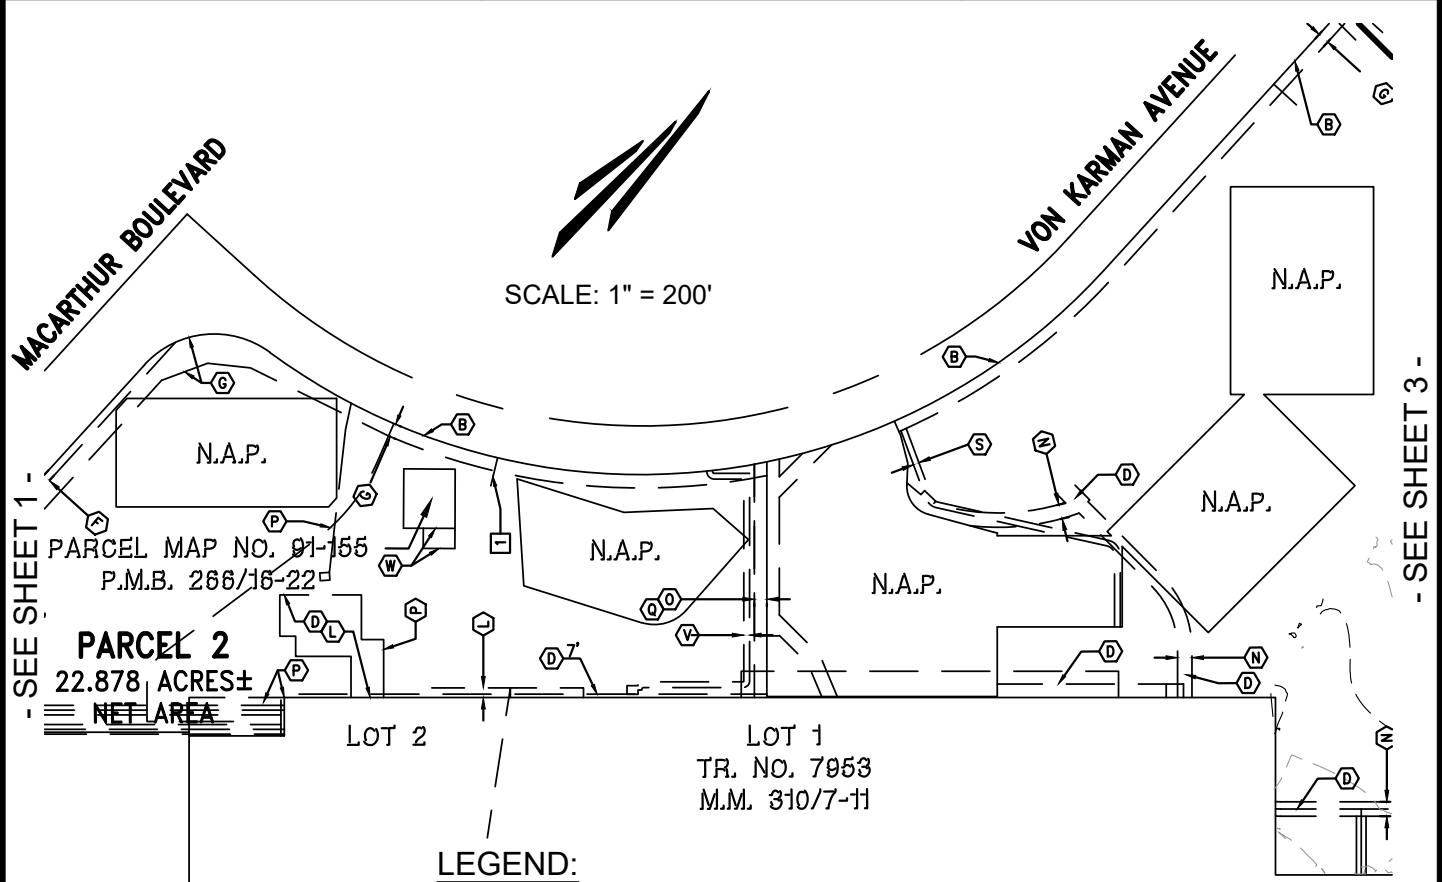 MACARTHUR BOULEVARD
VON KARMAN AVENUE
SCALE: 1" = 200'
B
G
N.A.P.
B
G
B
N.A.P.
S
N
D
N.A.P.
G
P
F
1
W
N.A.P.
N.A.P.
PARCEL MAP NO. 91-155
P.M.B. 266/16-22
- SEE SHEET 1 -
- SEE SHEET 3 -
D
L
P
L
Q
O
V
PARCEL 2
22.878 ACRES±
NET AREA
P
D 7'
D
N
D
LOT 2
LOT 1
TR. NO. 7953
M.M. 310/7-11
N
D
LEGEND: